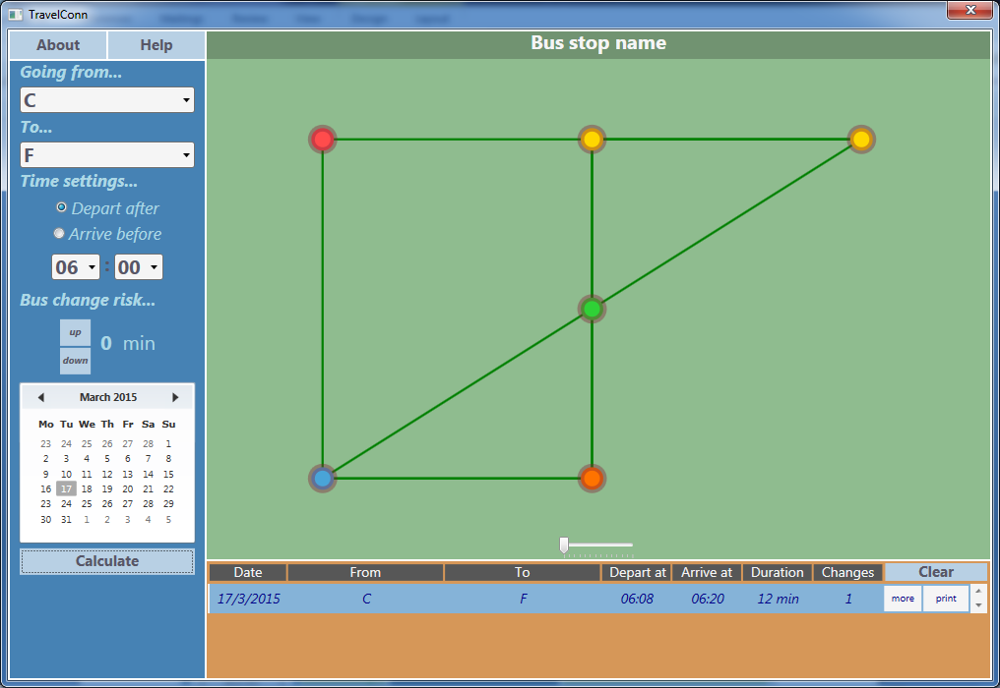 TravelConn
About Help
Bus stop name
Going from...
C
To...
F
Time settings...
Depart after
Arrive before
06 : 00
Bus change risk...
up
0 min
down
March 2015
Mo Tu We Th Fr Sa Su
23 24 25 26 27 28 1
2 3 4 5 6 7 8
9 10 11 12 13 14 15
16 17 18 19 20 21 22
23 24 25 26 27 28 29
30 31 1 2 3 4 5
Calculate
Date From To Depart at Arrive at Duration Changes Clear
17/3/2015 C F 06:08 06:20 12 min 1 more print